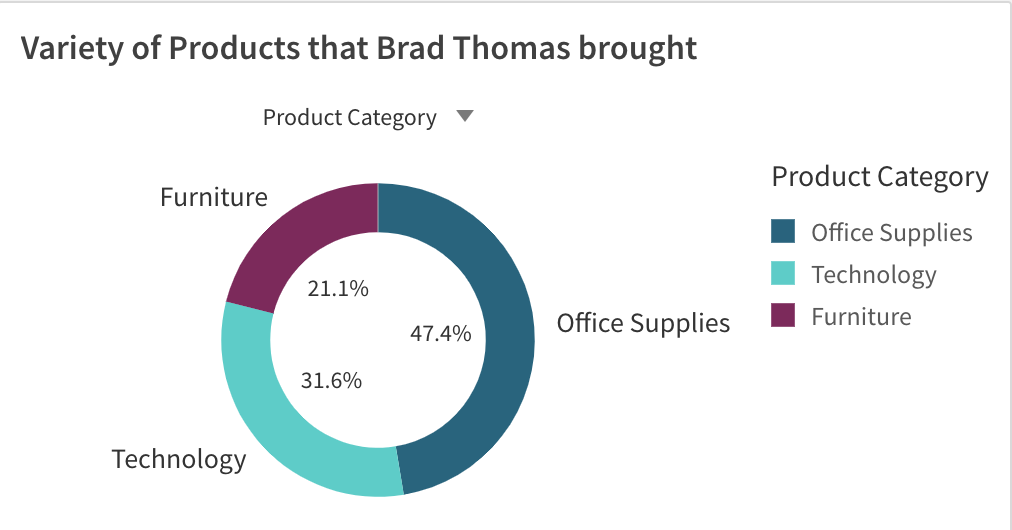 Variety of Products that Brad Thomas brought
Product Category
Product Category
Furniture
Office Supplies
Technology
Furniture
21.1%
47.4%
Office Supplies
31.6%
Technology